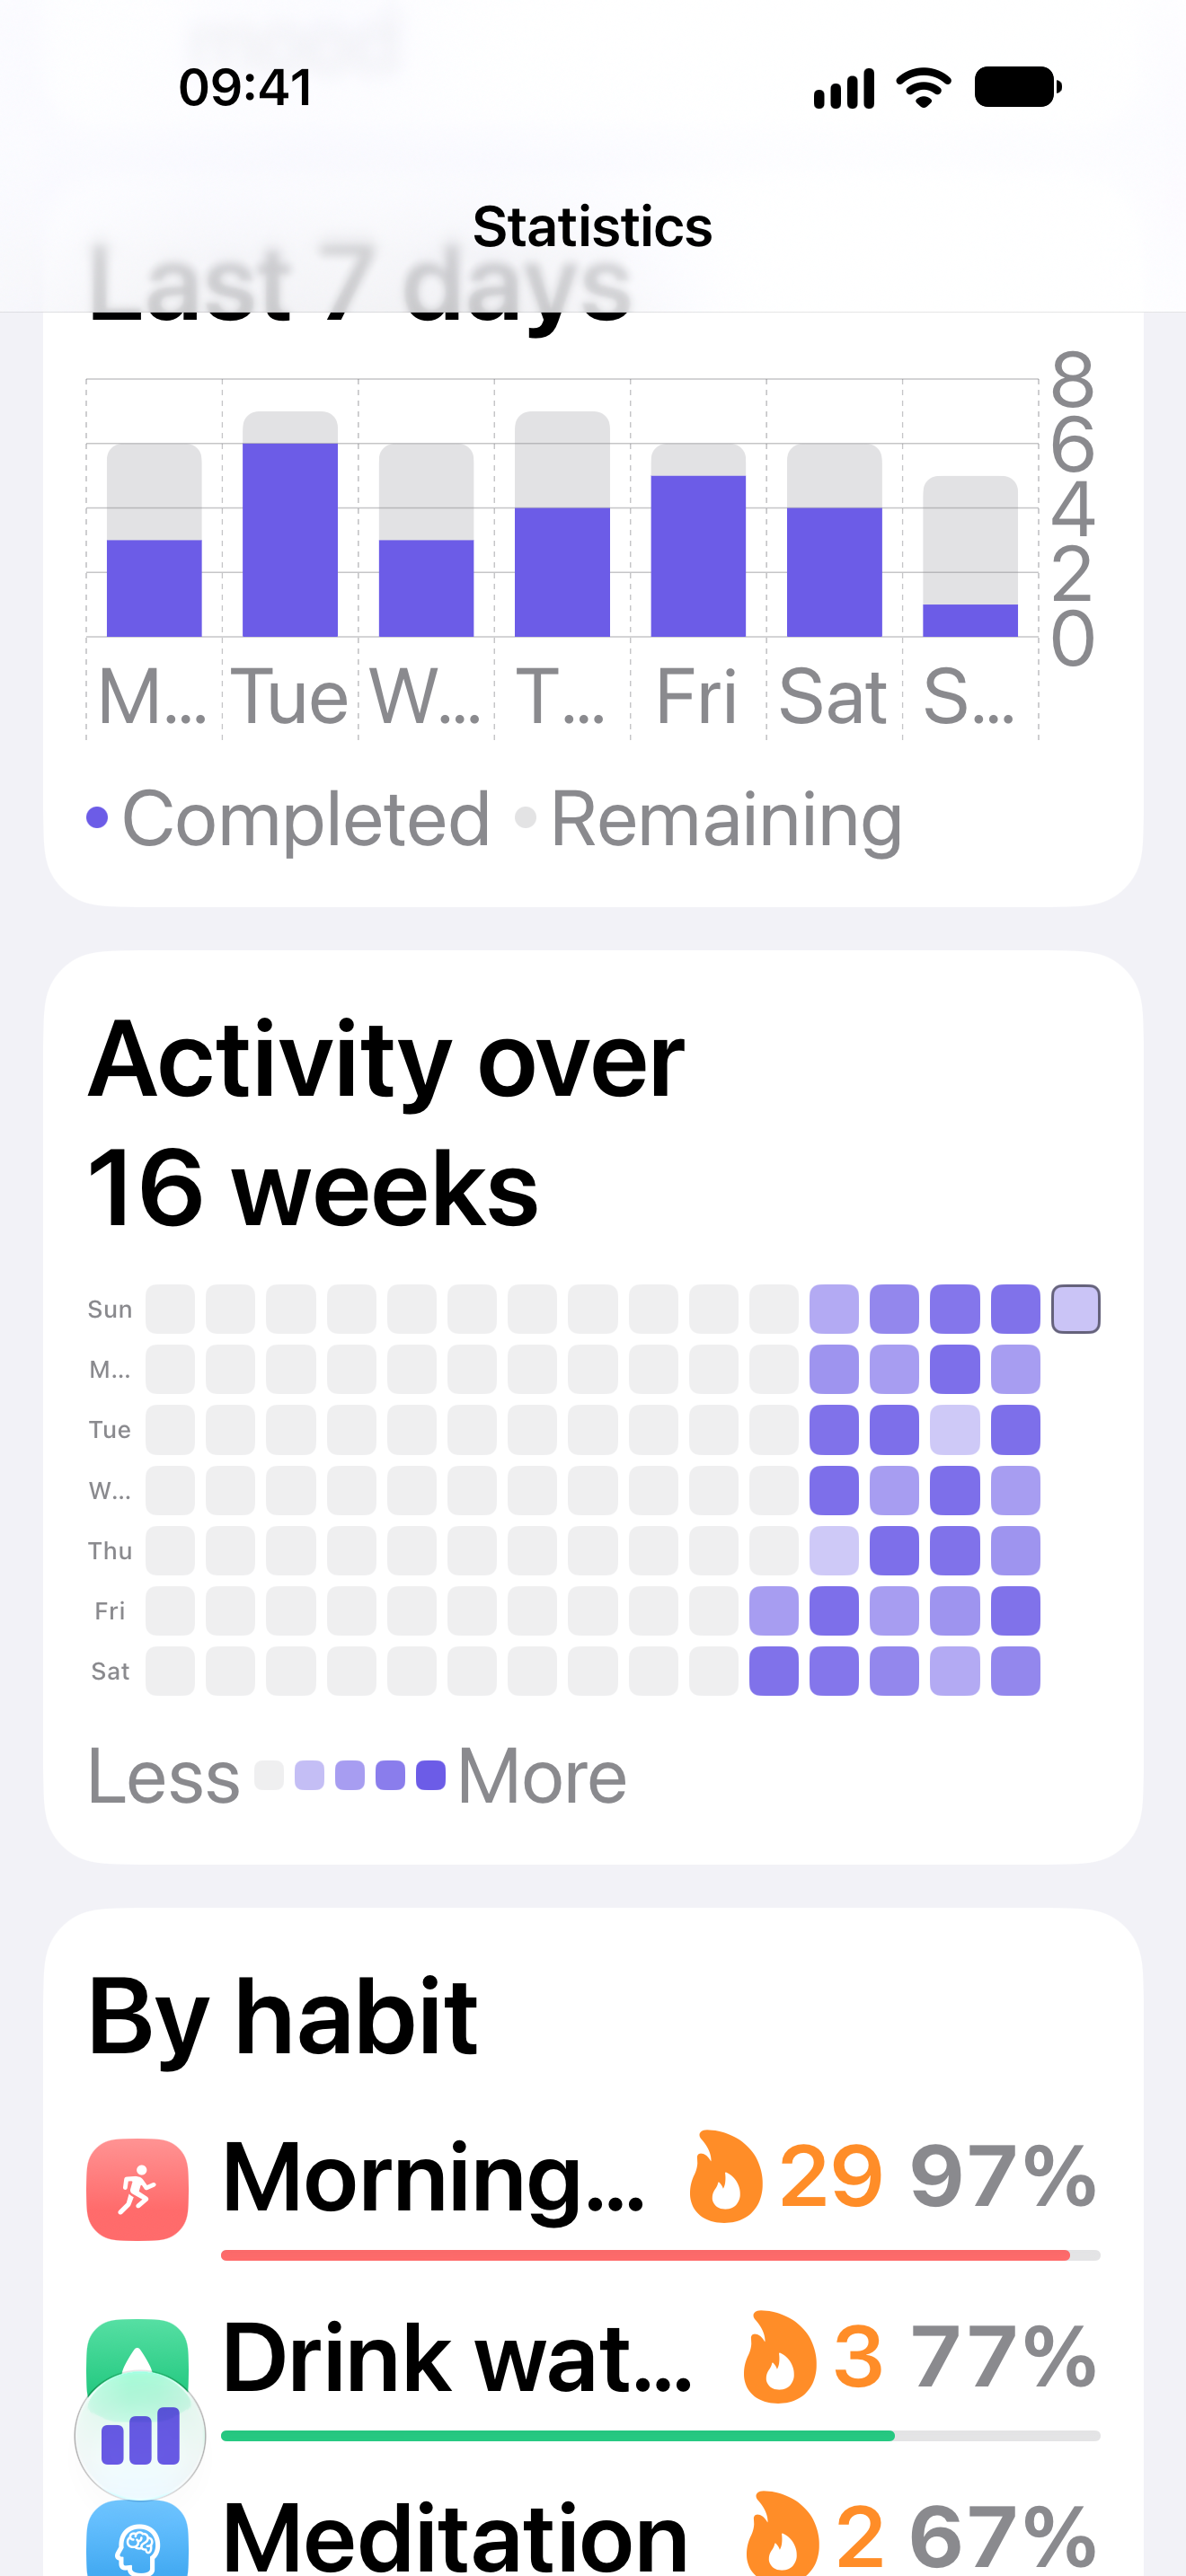 09:41
Statistics
Last 7 days
8
6
4
2
0
M... Tue W... T... Fri Sat S...
Completed Remaining
Activity over
16 weeks
Sun
M...
Tue
W...
Thu
Fri
Sat
Less More
By habit
Morning... 29 97%
Drink wat... 3 77%
Meditation 2 67%